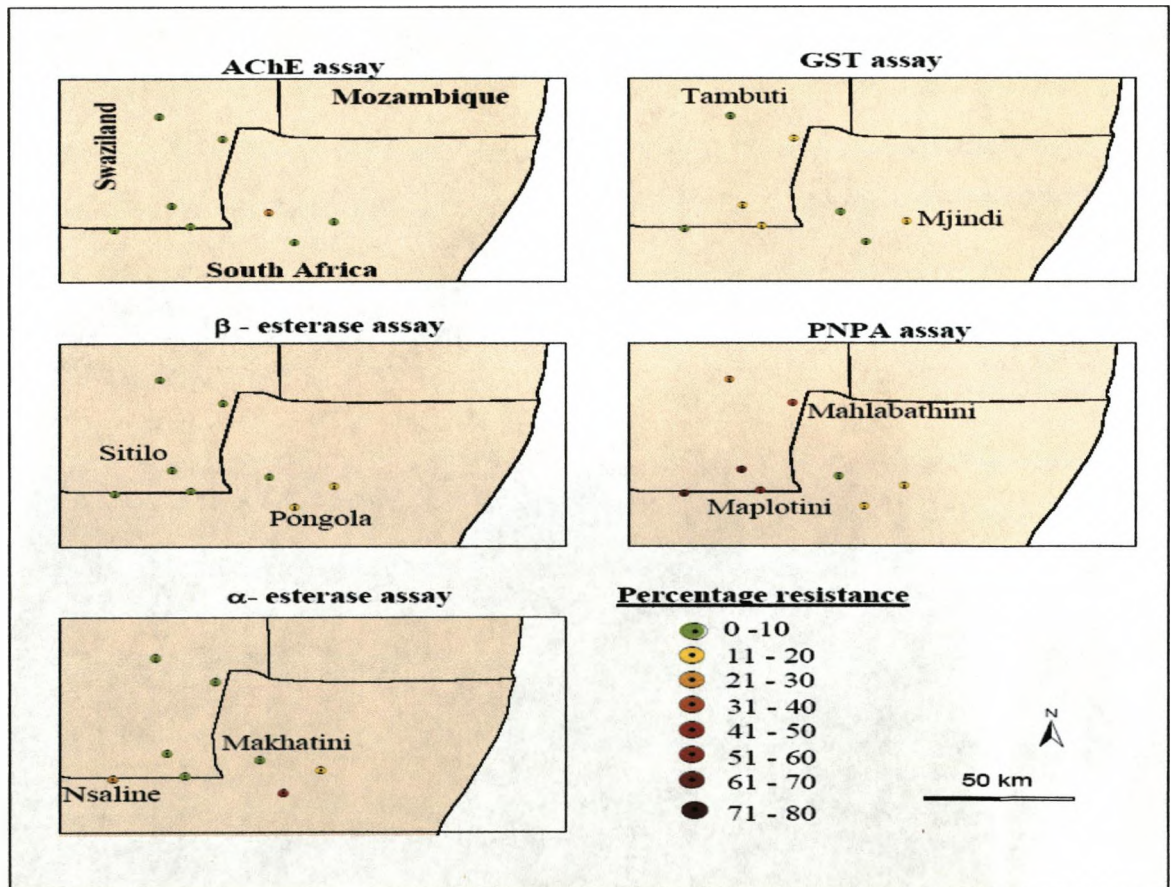 AChE assay
Swaziland
Mozambique
South Africa
GST assay
Tambuti
Mjindi
β - esterase assay
Sitilo
Pongola
PNPA assay
Mahlabathini
Maplotini
α- esterase assay
Makhatini
Nsaline
Percentage resistance
0 -10
11 - 20
21 - 30
31 - 40
41 - 50
51 - 60
61 - 70
71 - 80
N
50 km